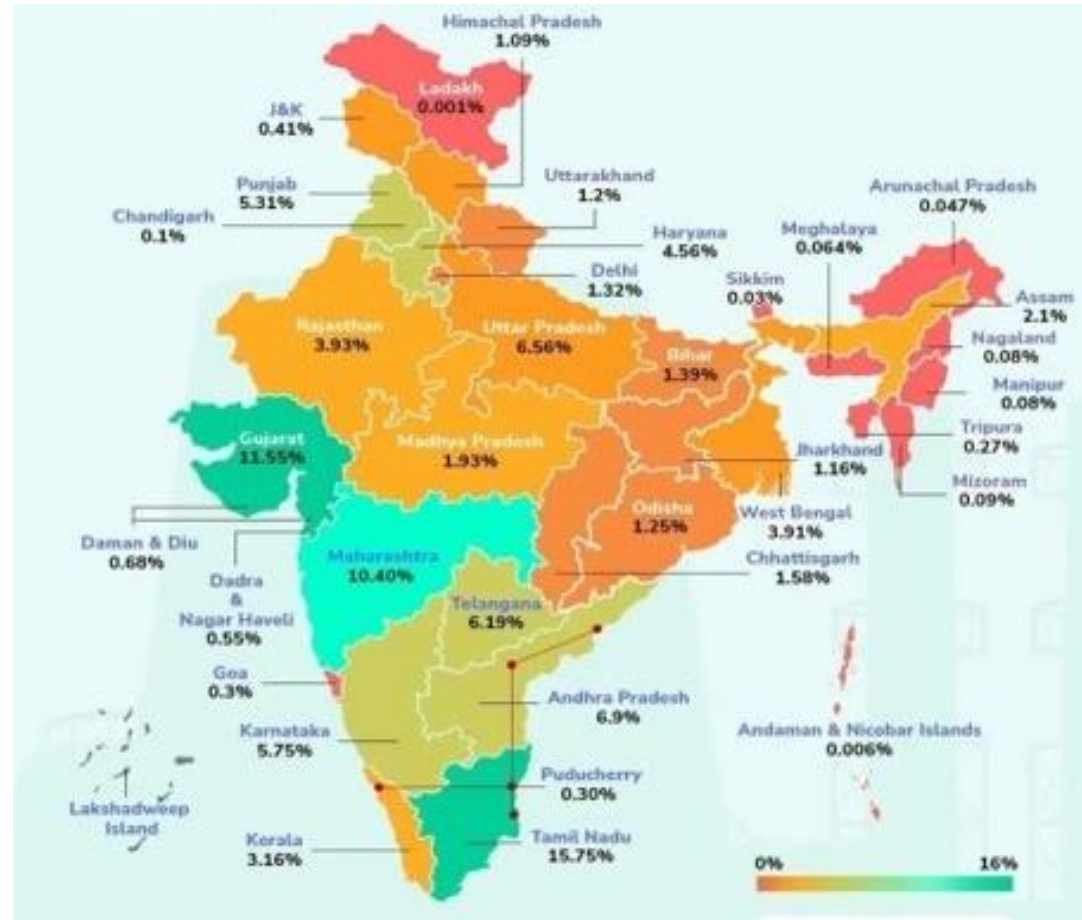 Himachal Pradesh
1.09%
Ladakh
0.001%
J&K
0.41%
Uttarakhand
1.2%
Punjab
5.31%
Arunachal Pradesh
0.047%
Chandigarh
0.1%
Haryana
4.56%
Meghalaya
0.064%
Delhi
1.32%
Sikkim
0.03%
Assam
2.1%
Rajasthan
3.93%
Uttar Pradesh
6.56%
Bihar
1.39%
Nagaland
0.08%
Manipur
0.08%
Gujarat
11.55%
Madhya Pradesh
1.93%
Jharkhand
1.16%
Tripura
0.27%
Mizoram
0.09%
Odisha
1.25%
West Bengal
3.91%
Daman & Diu
0.68%
Maharashtra
10.40%
Chhattisgarh
1.58%
Dadra
&
Nagar Haveli
0.55%
Telangana
6.19%
Goa
0.3%
Andhra Pradesh
6.9%
Karnataka
5.75%
Andaman & Nicobar Islands
0.006%
Puducherry
0.30%
Lakshadweep
Island
Kerala
3.16%
Tamil Nadu
15.75%
0% 16%